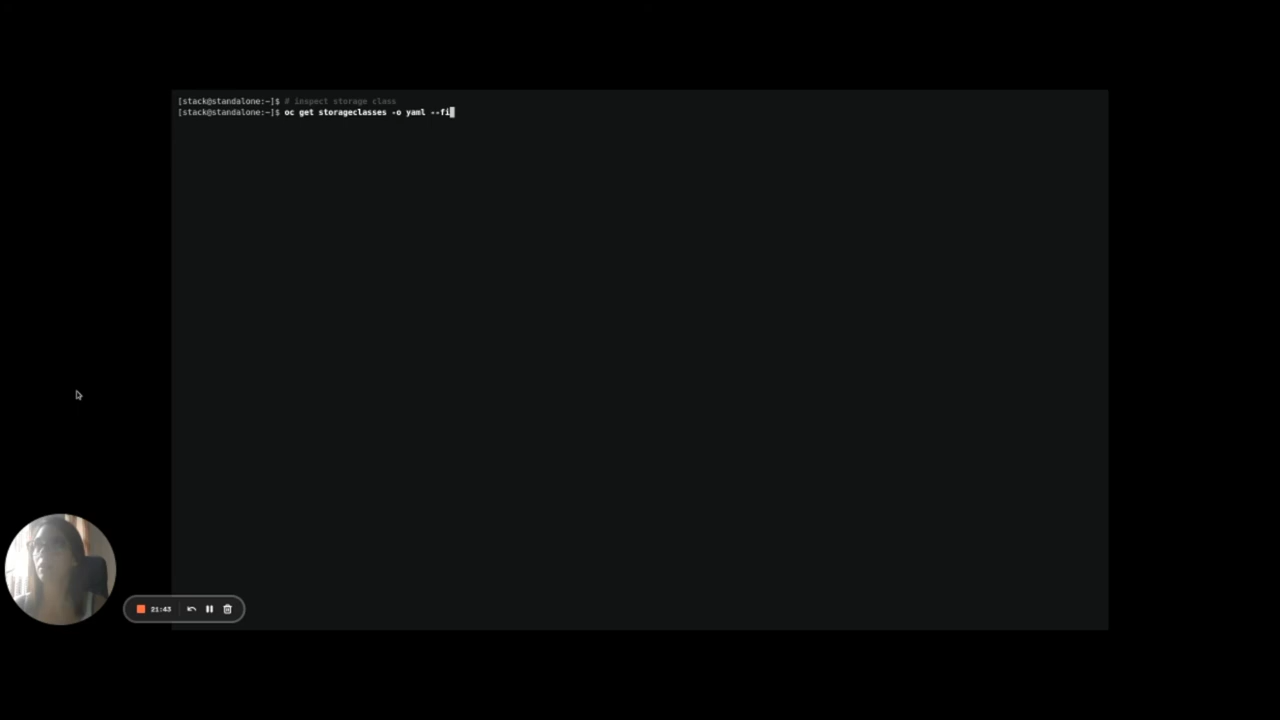 [stack@standalone:~]$ # inspect storage class
[stack@standalone:~]$ oc get storageclasses -o yaml --fi
21:43